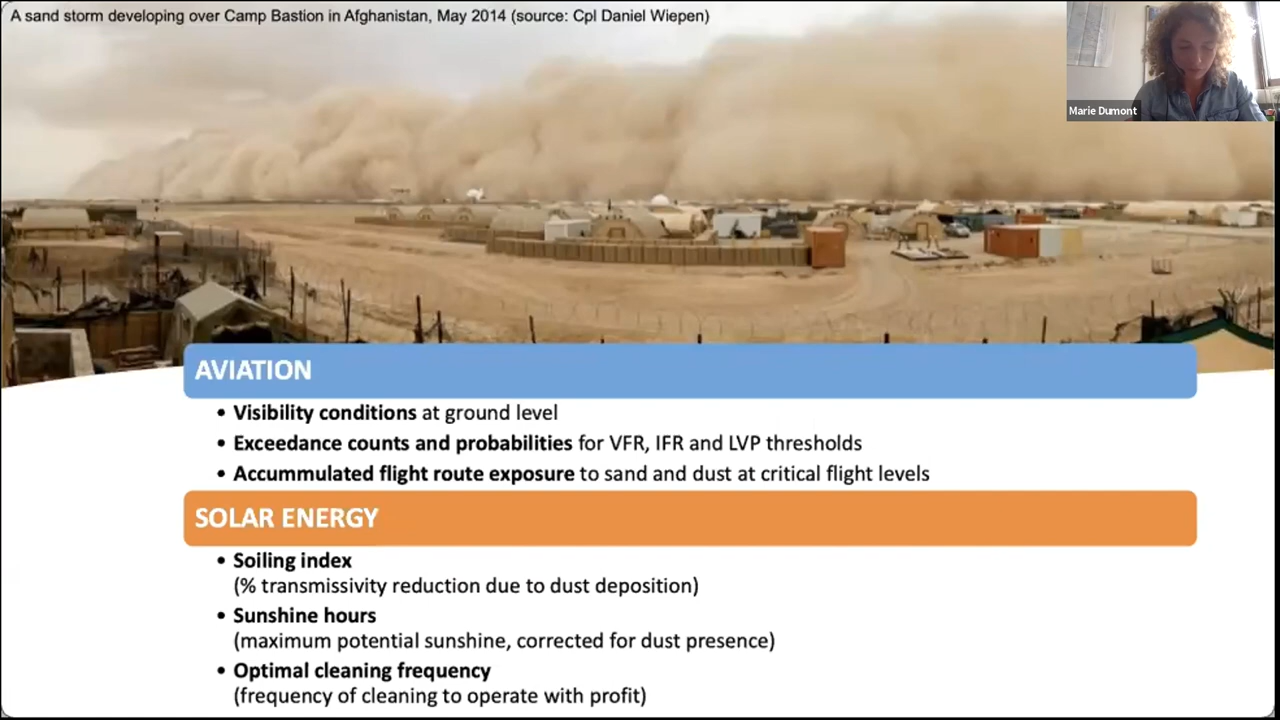 A sand storm developing over Camp Bastion in Afghanistan, May 2014 (source: Cpl Daniel Wiepen)
Marie Dumont
AVIATION
• Visibility conditions at ground level
• Exceedance counts and probabilities for VFR, IFR and LVP thresholds
• Accummulated flight route exposure to sand and dust at critical flight levels
SOLAR ENERGY
• Soiling index
(% transmissivity reduction due to dust deposition)
• Sunshine hours
(maximum potential sunshine, corrected for dust presence)
• Optimal cleaning frequency
(frequency of cleaning to operate with profit)